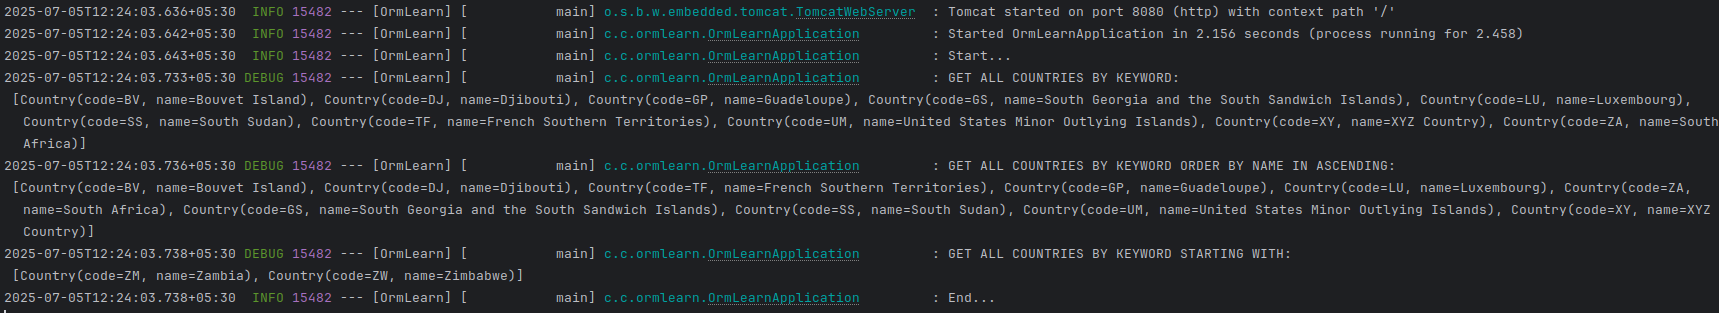 2025-07-05T12:24:03.636+05:30  INFO 15482 --- [OrmLearn] [           main] o.s.b.w.embedded.tomcat.TomcatWebServer  : Tomcat started on port 8080 (http) with context path '/'
2025-07-05T12:24:03.642+05:30  INFO 15482 --- [OrmLearn] [           main] c.c.ormlearn.OrmLearnApplication         : Started OrmLearnApplication in 2.156 seconds (process running for 2.458)
2025-07-05T12:24:03.643+05:30  INFO 15482 --- [OrmLearn] [           main] c.c.ormlearn.OrmLearnApplication         : Start...
2025-07-05T12:24:03.733+05:30 DEBUG 15482 --- [OrmLearn] [           main] c.c.ormlearn.OrmLearnApplication         : GET ALL COUNTRIES BY KEYWORD:
[Country(code=BV, name=Bouvet Island), Country(code=DJ, name=Djibouti), Country(code=GP, name=Guadeloupe), Country(code=GS, name=South Georgia and the South Sandwich Islands), Country(code=LU, name=Luxembourg),
Country(code=SS, name=South Sudan), Country(code=TF, name=French Southern Territories), Country(code=UM, name=United States Minor Outlying Islands), Country(code=XY, name=XYZ Country), Country(code=ZA, name=South
Africa)]
2025-07-05T12:24:03.736+05:30 DEBUG 15482 --- [OrmLearn] [           main] c.c.ormlearn.OrmLearnApplication         : GET ALL COUNTRIES BY KEYWORD ORDER BY NAME IN ASCENDING:
[Country(code=BV, name=Bouvet Island), Country(code=DJ, name=Djibouti), Country(code=TF, name=French Southern Territories), Country(code=GP, name=Guadeloupe), Country(code=LU, name=Luxembourg), Country(code=ZA,
name=South Africa), Country(code=GS, name=South Georgia and the South Sandwich Islands), Country(code=SS, name=South Sudan), Country(code=UM, name=United States Minor Outlying Islands), Country(code=XY, name=XYZ
Country)]
2025-07-05T12:24:03.738+05:30 DEBUG 15482 --- [OrmLearn] [           main] c.c.ormlearn.OrmLearnApplication         : GET ALL COUNTRIES BY KEYWORD STARTING WITH:
[Country(code=ZM, name=Zambia), Country(code=ZW, name=Zimbabwe)]
2025-07-05T12:24:03.738+05:30  INFO 15482 --- [OrmLearn] [           main] c.c.ormlearn.OrmLearnApplication         : End...